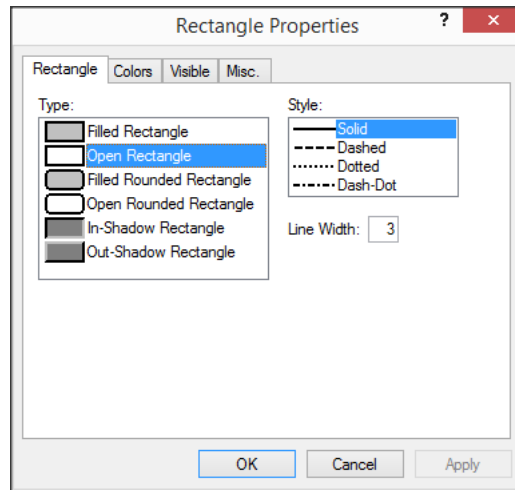 Rectangle Properties ? ×
Rectangle Colors Visible Misc.
Type:
Filled Rectangle
Open Rectangle
Filled Rounded Rectangle
Open Rounded Rectangle
In-Shadow Rectangle
Out-Shadow Rectangle
Style:
Solid
Dashed
Dotted
Dash-Dot
Line Width: 3
OK Cancel Apply